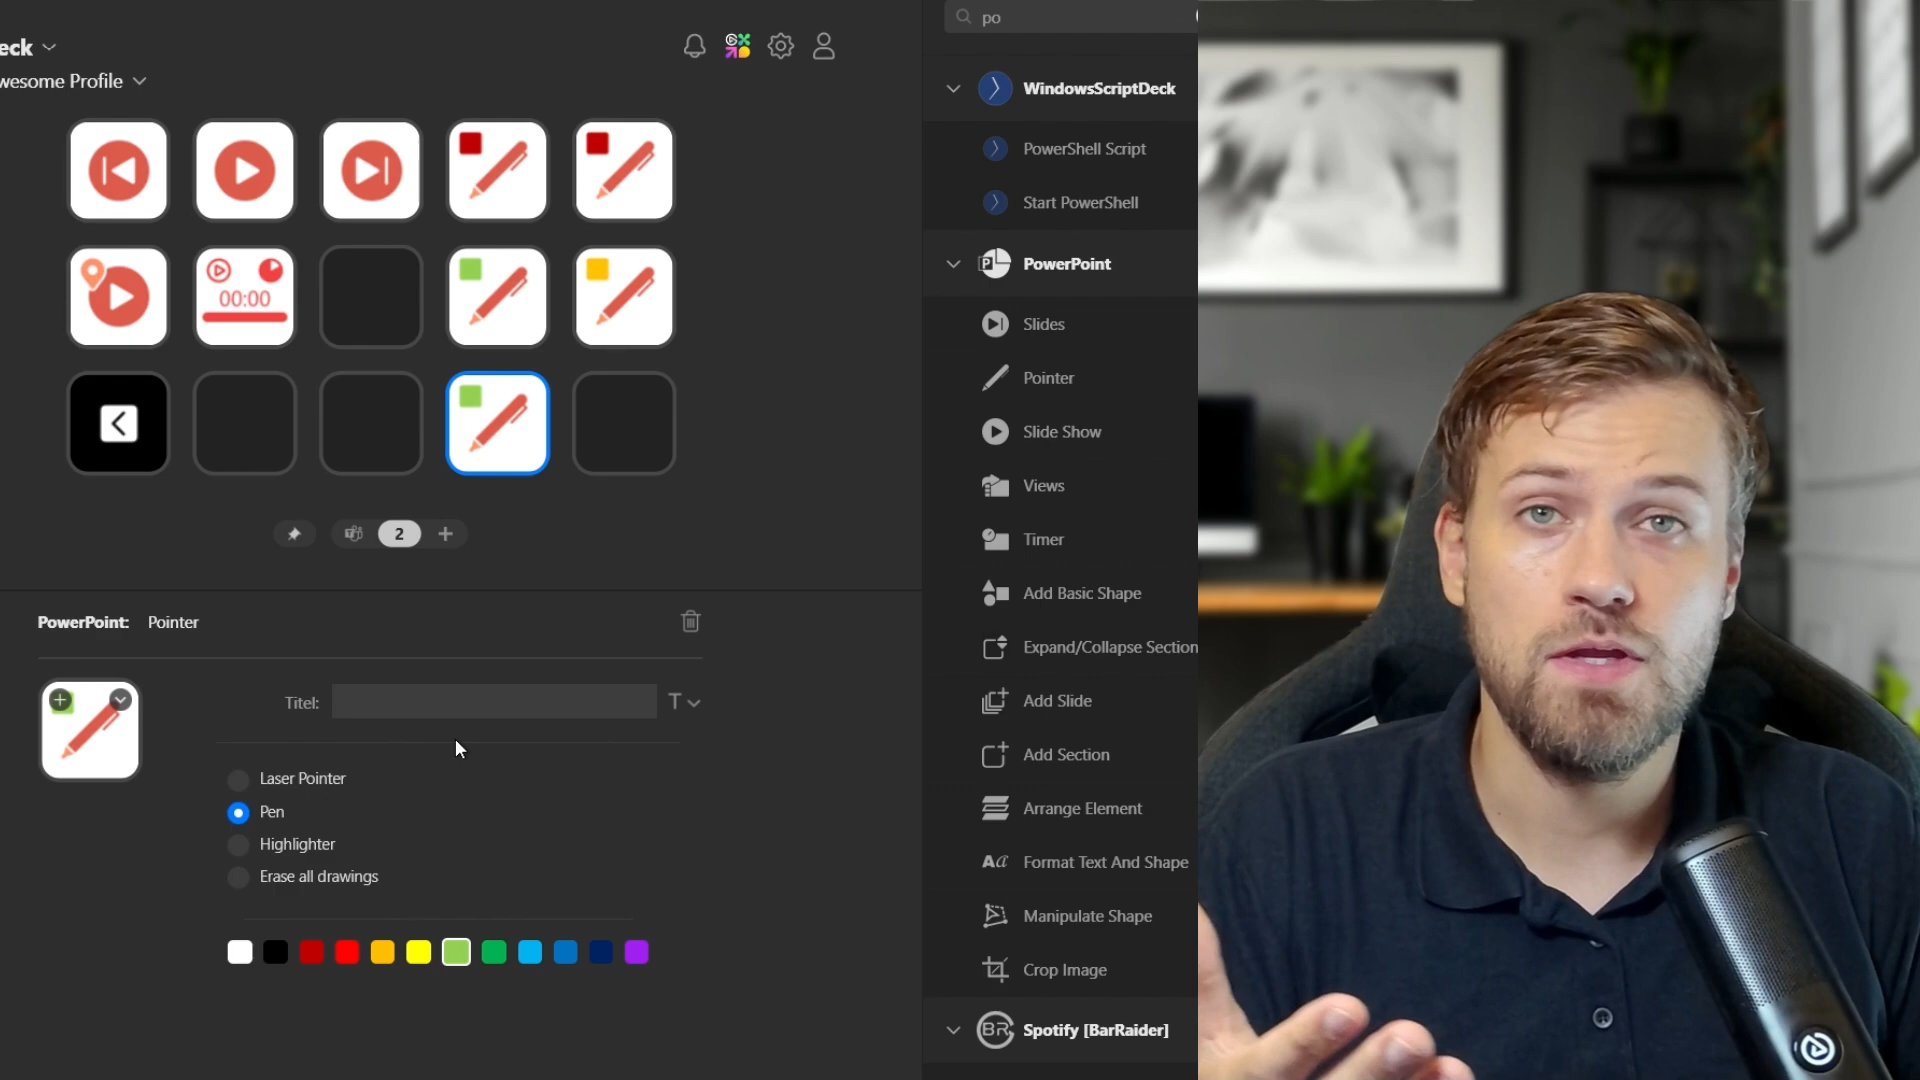 eck
wesome Profile
00:00
2
PowerPoint: Pointer
Titel:
T
Laser Pointer
Pen
Highlighter
Erase all drawings
po
WindowsScriptDeck
PowerShell Script
Start PowerShell
PowerPoint
Slides
Pointer
Slide Show
Views
Timer
Add Basic Shape
Expand/Collapse Section
Add Slide
Add Section
Arrange Element
Format Text And Shape
Manipulate Shape
Crop Image
BR
Spotify [BarRaider]